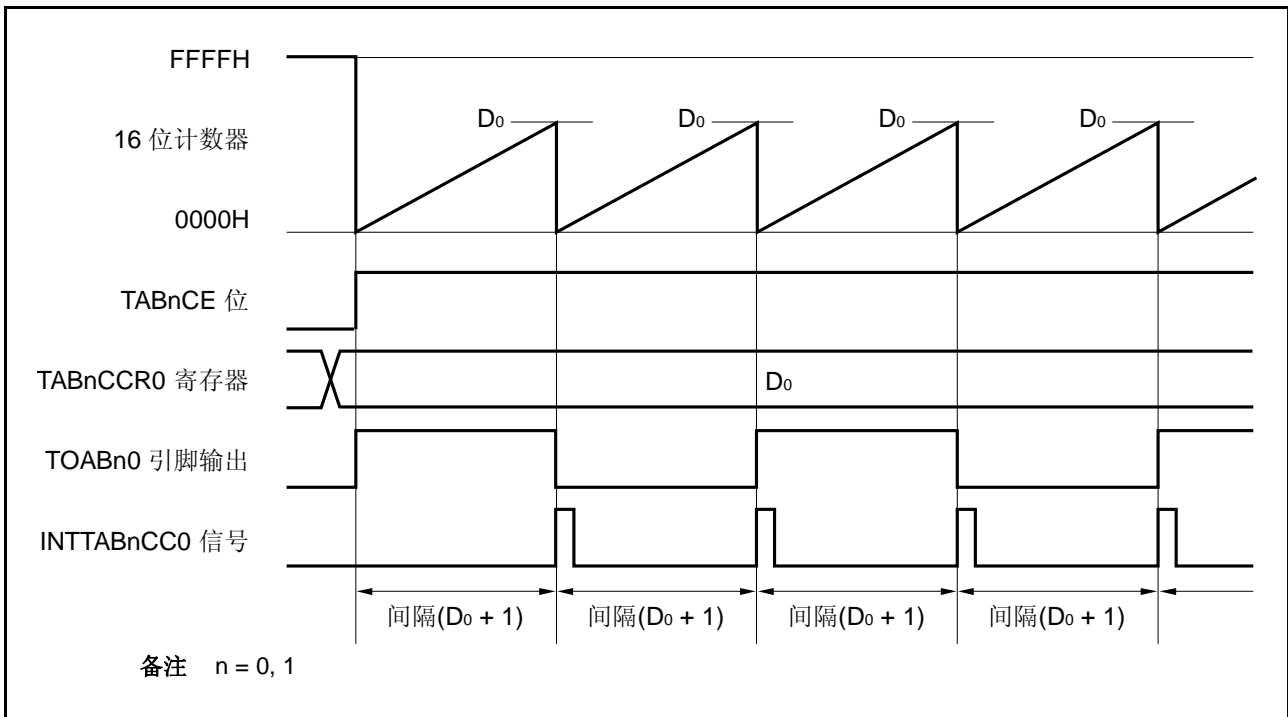 FFFFH
D0 D0 D0 D0
16 位计数器
0000H
TABnCE 位
TABnCCR0 寄存器 D0
TOABn0 引脚输出
INTTABnCC0 信号
间隔(D0 + 1) 间隔(D0 + 1) 间隔(D0 + 1) 间隔(D0 + 1)
备注 n = 0, 1